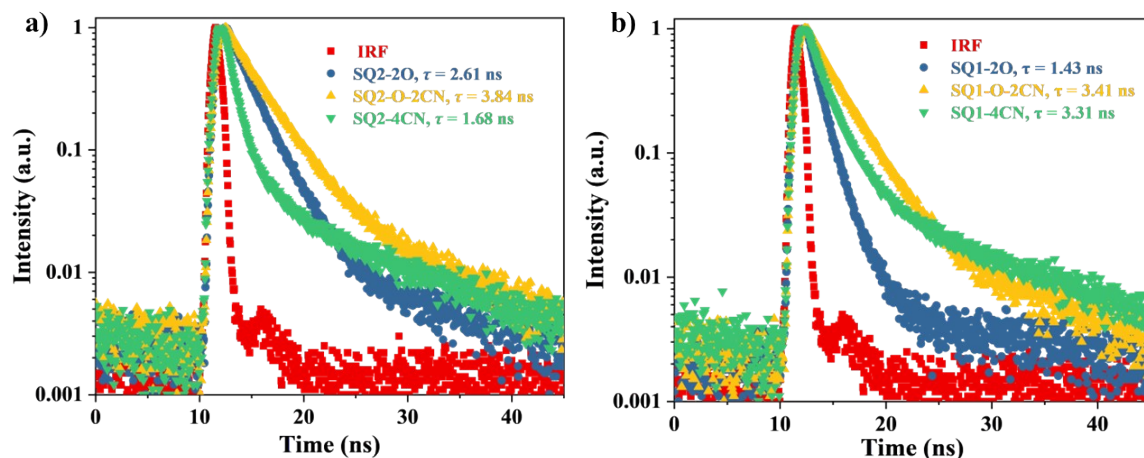 a)
IRF
SQ2-2O, τ = 2.61 ns
SQ2-O-2CN, τ = 3.84 ns
SQ2-4CN, τ = 1.68 ns
Intensity (a.u.)
1
0.1
0.01
0.001
0 10 20 30 40
Time (ns)
b)
IRF
SQ1-2O, τ = 1.43 ns
SQ1-O-2CN, τ = 3.41 ns
SQ1-4CN, τ = 3.31 ns
Intensity (a.u.)
1
0.1
0.01
0.001
0 10 20 30 40
Time (ns)